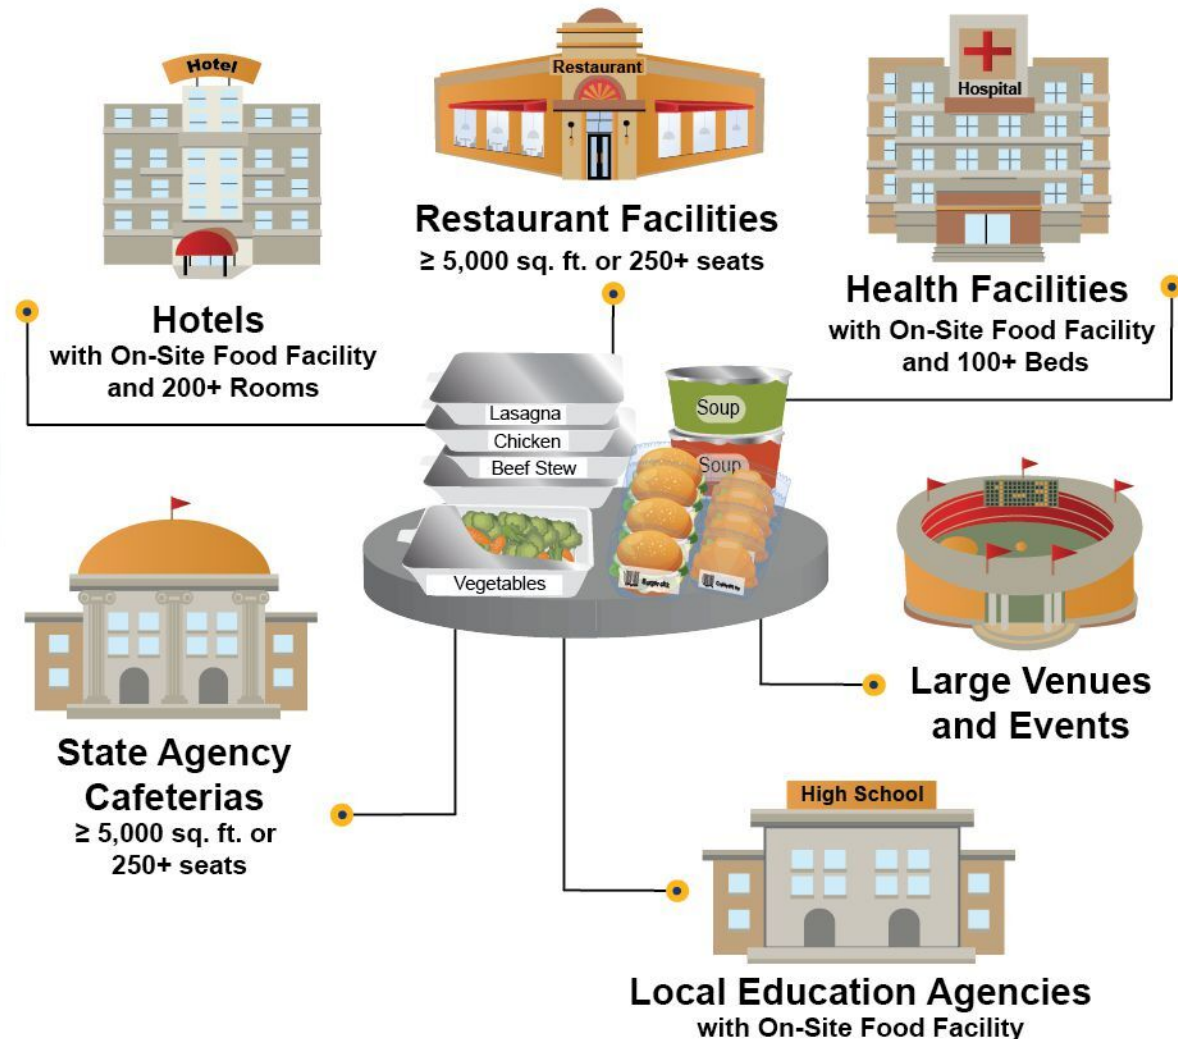 Hotel
Restaurant
Hospital
Restaurant Facilities
≥ 5,000 sq. ft. or 250+ seats
Hotels
with On-Site Food Facility
and 200+ Rooms
Health Facilities
with On-Site Food Facility
and 100+ Beds
Lasagna
Chicken
Beef Stew
Vegetables
Soup
Soup
State Agency
Cafeterias
≥ 5,000 sq. ft. or
250+ seats
Large Venues
and Events
High School
Local Education Agencies
with On-Site Food Facility